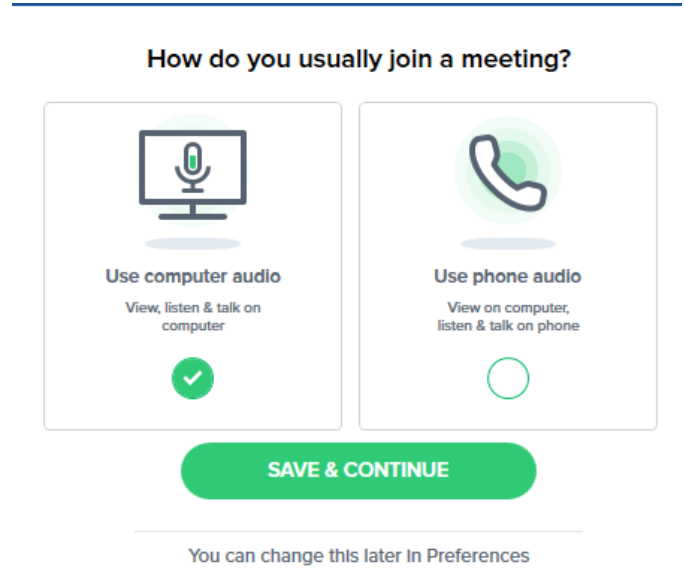 How do you usually join a meeting?
Use computer audio
View, listen & talk on
computer
Use phone audio
View on computer,
listen & talk on phone
SAVE & CONTINUE
You can change this later in Preferences